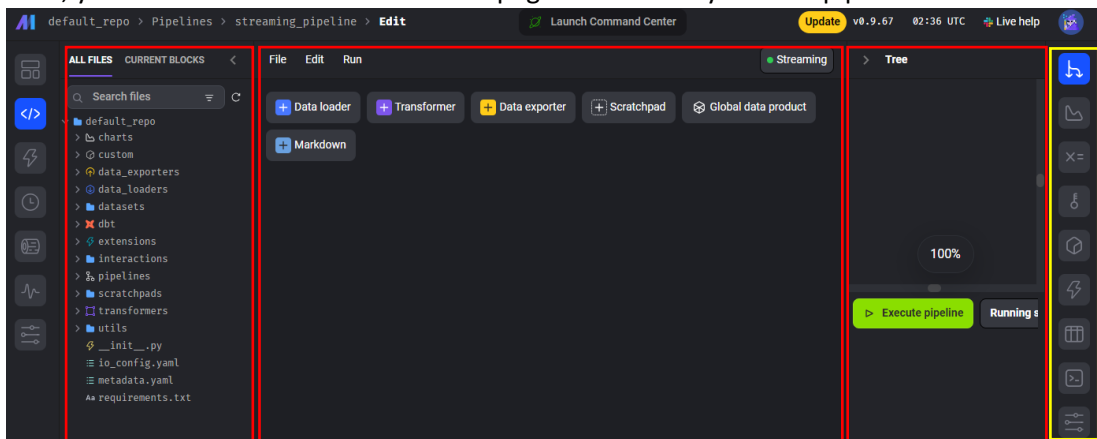 default_repo > Pipelines > streaming_pipeline > Edit
Launch Command Center
Update v0.9.67 02:36 UTC Live help
ALL FILES CURRENT BLOCKS
Search files
default_repo
charts
custom
data_exporters
data_loaders
datasets
dbt
extensions
interactions
pipelines
scratchpads
transformers
utils
__init__.py
io_config.yaml
metadata.yaml
requirements.txt
File Edit Run
Streaming
Data loader Transformer Data exporter Scratchpad Global data product
Markdown
Tree
100%
Execute pipeline Running s